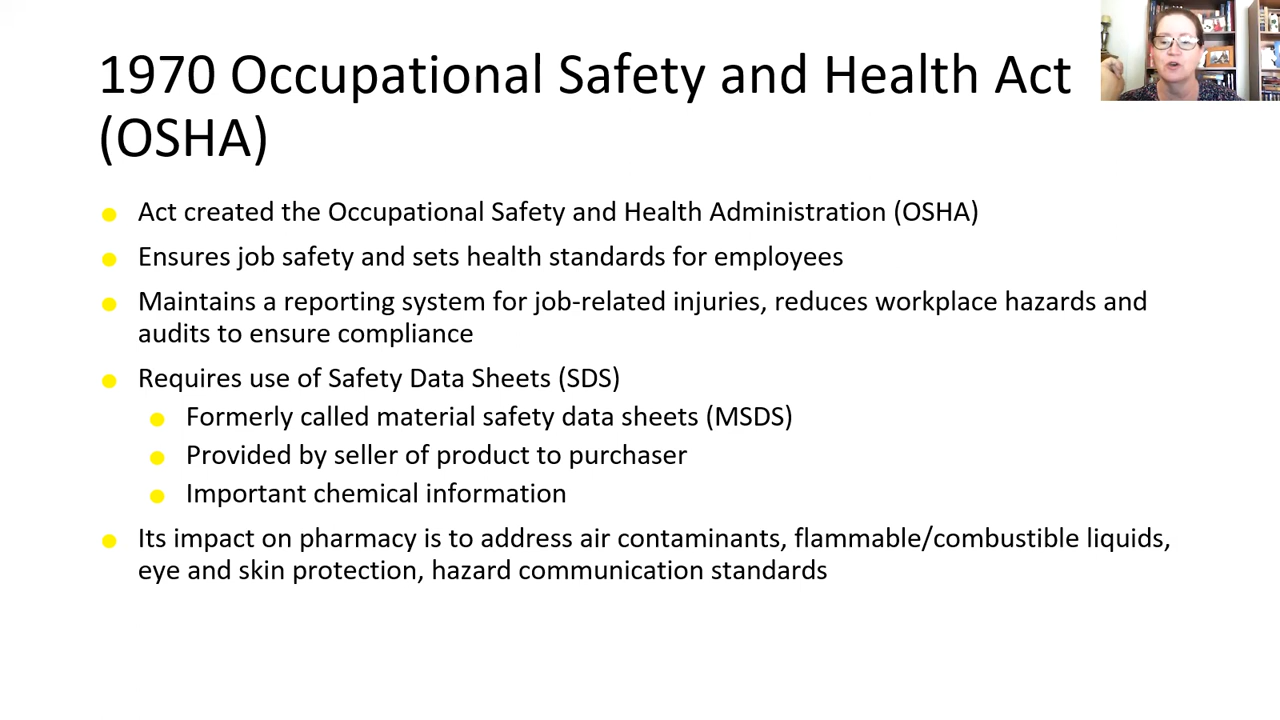 1970 Occupational Safety and Health Act
(OSHA)
Act created the Occupational Safety and Health Administration (OSHA)
Ensures job safety and sets health standards for employees
Maintains a reporting system for job-related injuries, reduces workplace hazards and
audits to ensure compliance
Requires use of Safety Data Sheets (SDS)
Formerly called material safety data sheets (MSDS)
Provided by seller of product to purchaser
Important chemical information
Its impact on pharmacy is to address air contaminants, flammable/combustible liquids,
eye and skin protection, hazard communication standards